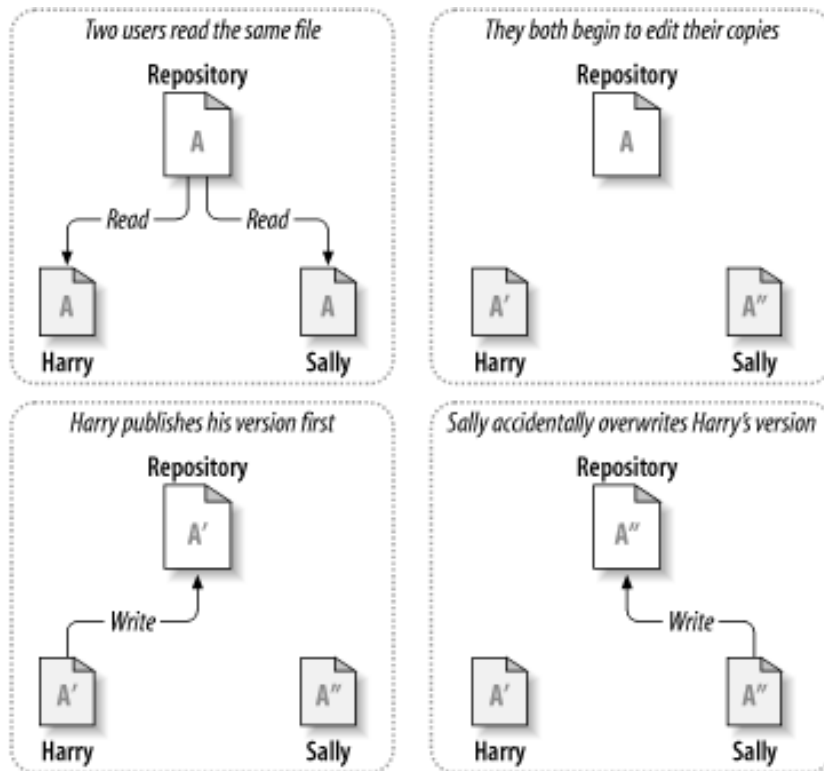 Two users read the same file
Repository
A
Read
Read
A
A
Harry
Sally
They both begin to edit their copies
Repository
A
A'
A"
Harry
Sally
Harry publishes his version first
Repository
A'
Write
A'
A"
Harry
Sally
Sally accidentally overwrites Harry's version
Repository
A"
Write
A'
A"
Harry
Sally